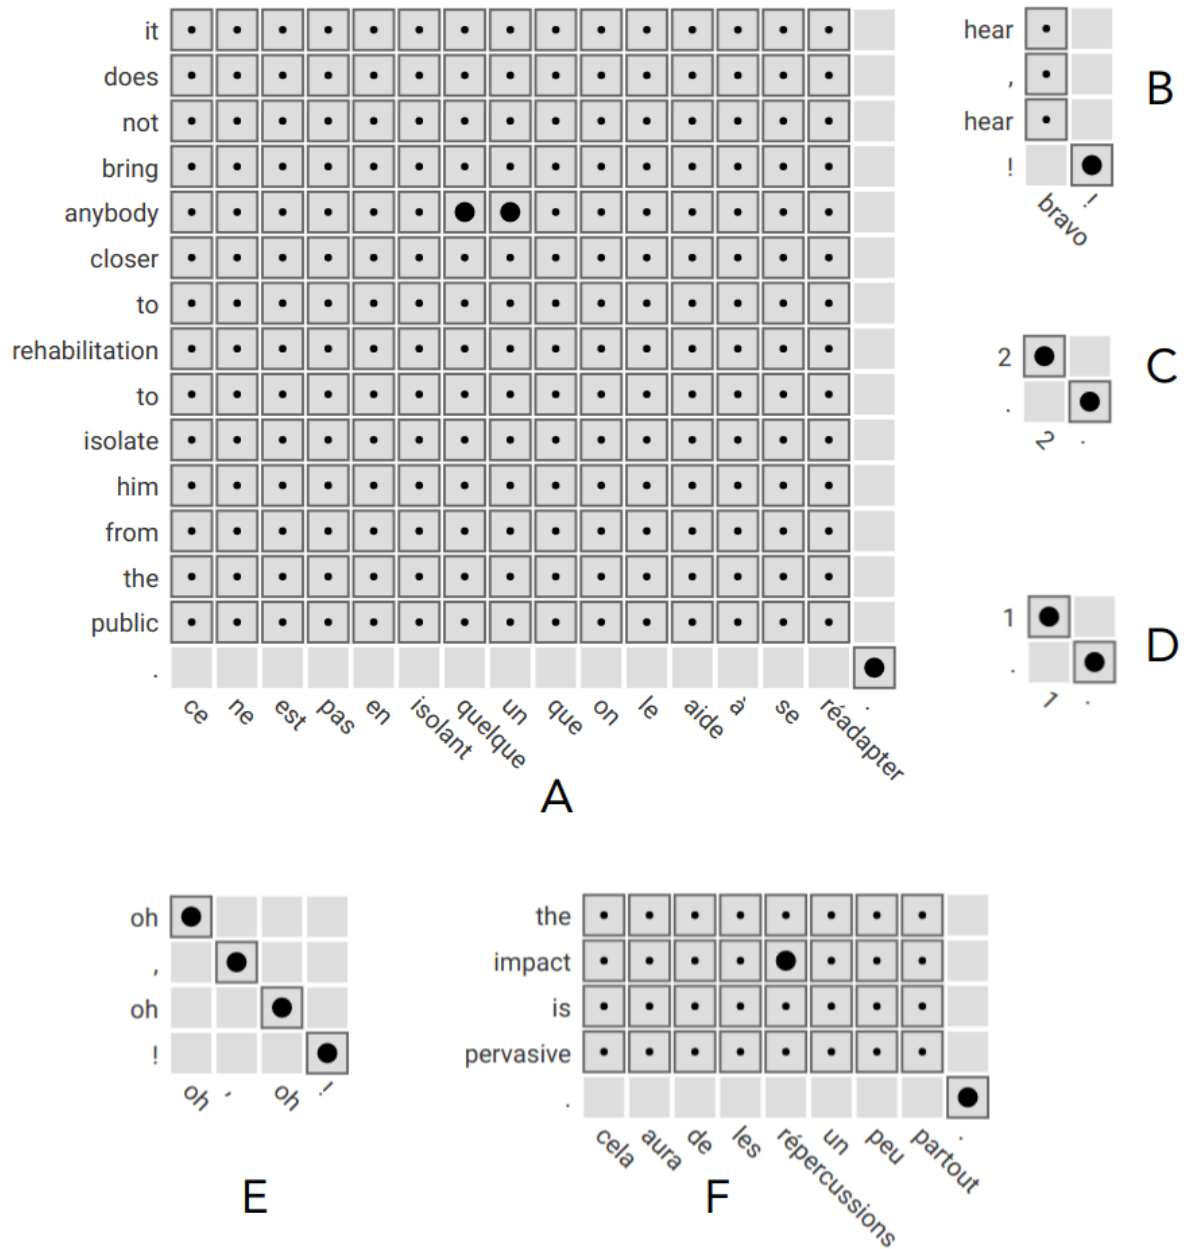 it
does
not
bring
anybody
closer
to
rehabilitation
to
isolate
him
from
the
public
.
ce ne est pas en isolant quelque un que on le aide à se réadapter .
A
hear
,
hear
!
bravo !
B
2
.
2 .
C
1
.
1 .
D
oh
,
oh
!
oh , oh !
E
the
impact
is
pervasive
.
cela aura de les répercussions un peu partout .
F